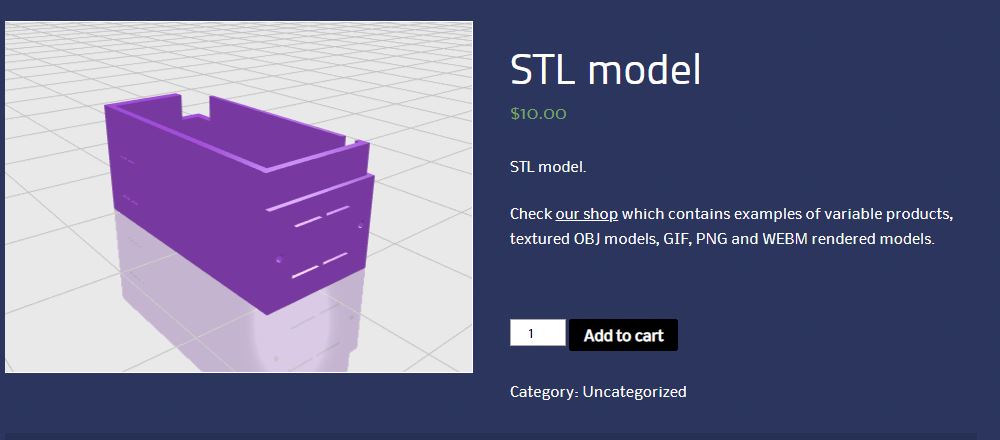 STL model
$10.00
STL model.
Check our shop which contains examples of variable products,
textured OBJ models, GIF, PNG and WEBM rendered models.
1
Add to cart
Category: Uncategorized